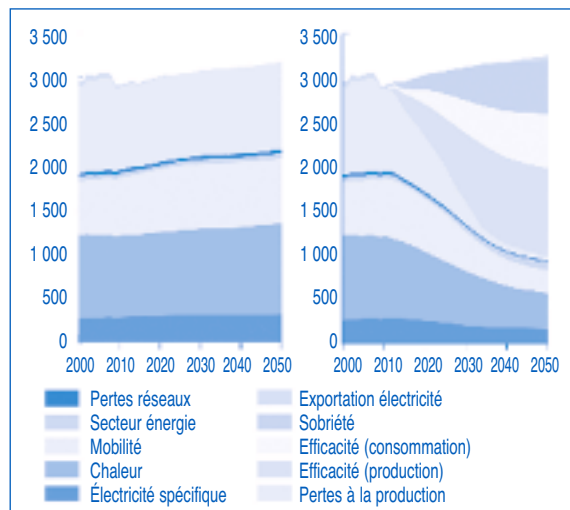 3 500
3 000
2 500
2 000
1 500
1 000
500
0
2000 2010 2020 2030 2040 2050
3 500
3 000
2 500
2 000
1 500
1 000
500
0
2000 2010 2020 2030 2040 2050
Pertes réseaux
Secteur énergie
Mobilité
Chaleur
Électricité spécifique
Exportation électricité
Sobriété
Efficacité (consommation)
Efficacité (production)
Pertes à la production